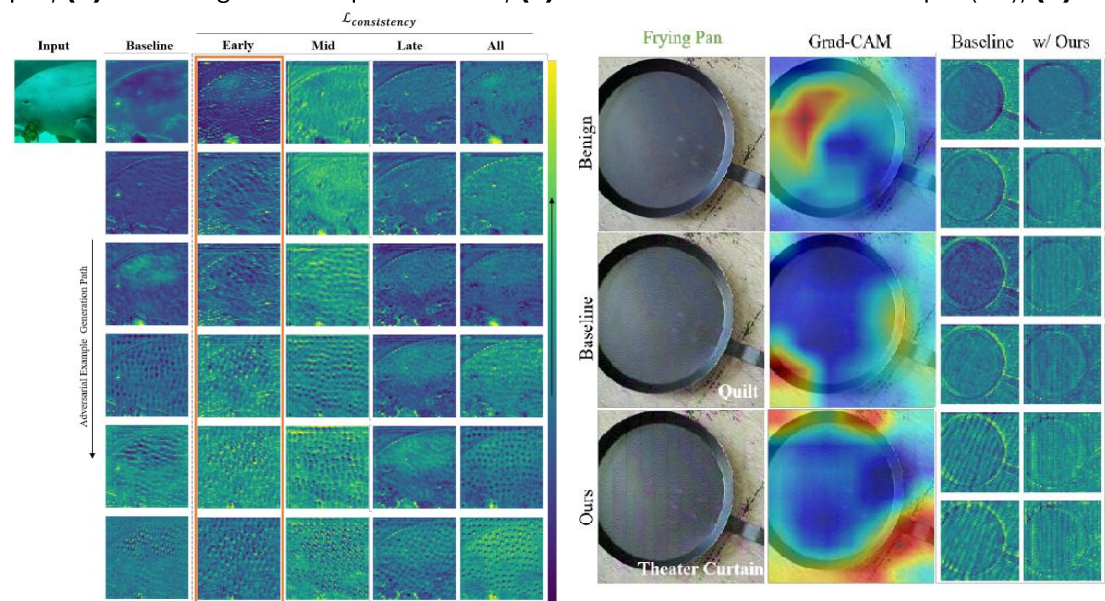 L_consistency
Input Baseline Early Mid Late All
Adversarial Example Generation Path
Frying Pan Grad-CAM Baseline w/ Ours
Benign
Baseline
Quilt
Ours
Theater Curtain